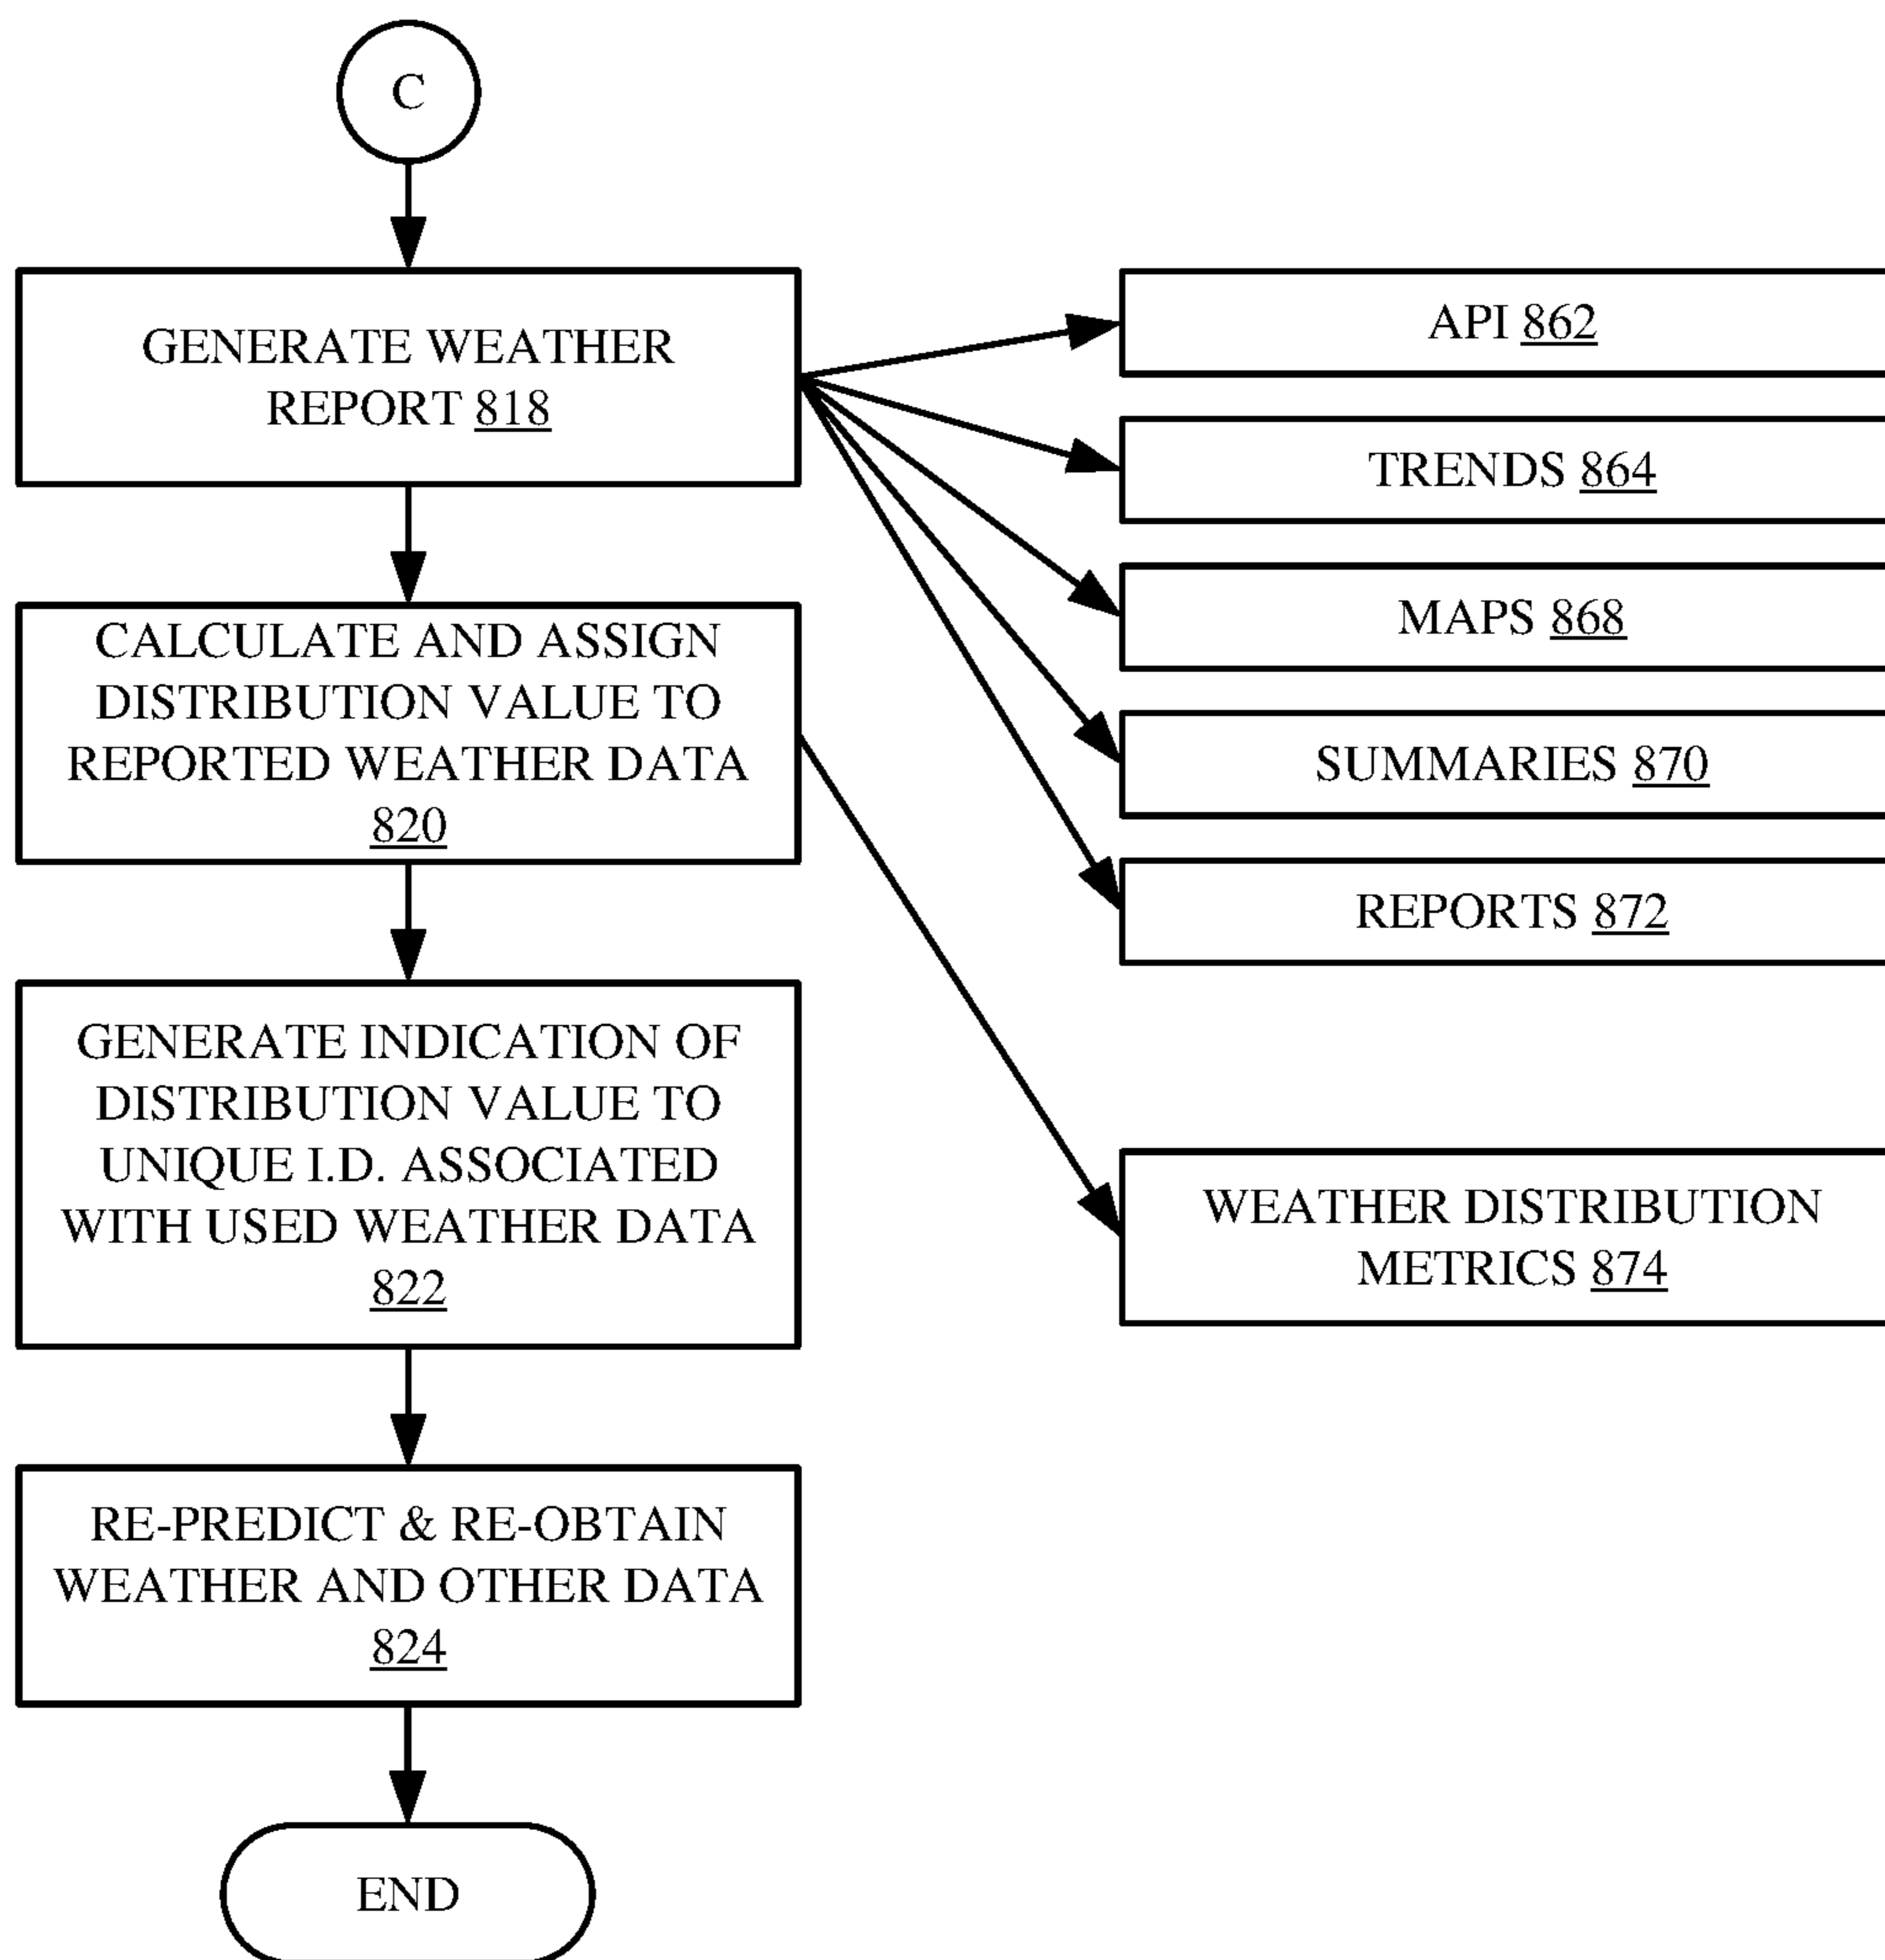 C
GENERATE WEATHER
REPORT 818
API 862
TRENDS 864
MAPS 868
SUMMARIES 870
REPORTS 872
CALCULATE AND ASSIGN
DISTRIBUTION VALUE TO
REPORTED WEATHER DATA
820
GENERATE INDICATION OF
DISTRIBUTION VALUE TO
UNIQUE I.D. ASSOCIATED
WITH USED WEATHER DATA
822
WEATHER DISTRIBUTION
METRICS 874
RE-PREDICT & RE-OBTAIN
WEATHER AND OTHER DATA
824
END